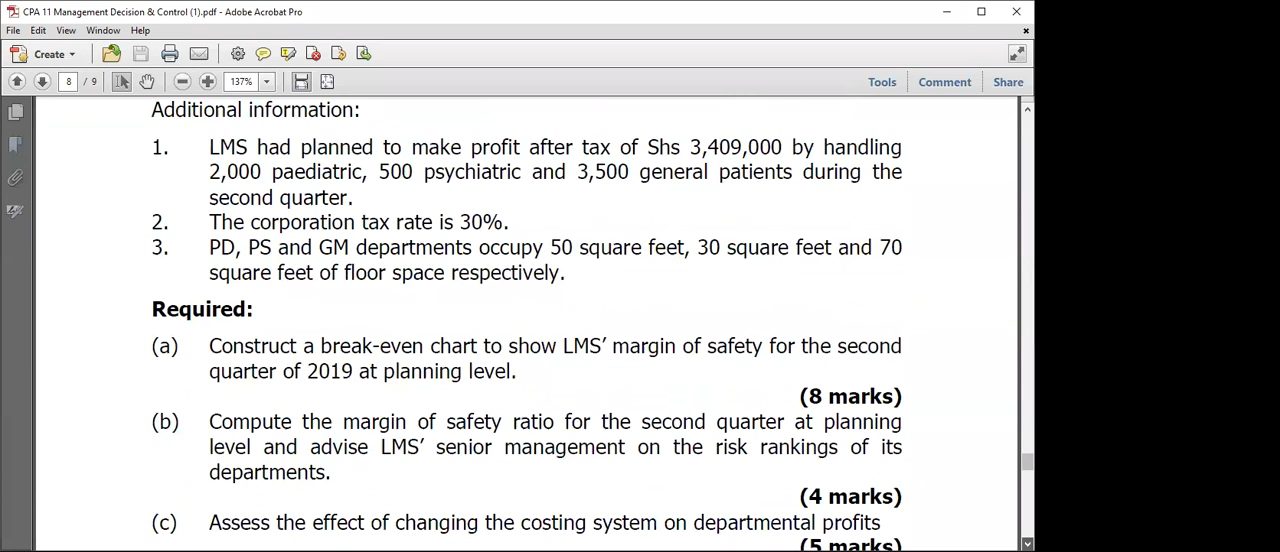 CPA 11 Management Decision & Control (1).pdf - Adobe Acrobat Pro
File Edit View Window Help
Create
8 / 9 137% Tools Comment Share
Additional information:
1. LMS had planned to make profit after tax of Shs 3,409,000 by handling
2,000 paediatric, 500 psychiatric and 3,500 general patients during the
second quarter.
2. The corporation tax rate is 30%.
3. PD, PS and GM departments occupy 50 square feet, 30 square feet and 70
square feet of floor space respectively.
Required:
(a) Construct a break-even chart to show LMS’ margin of safety for the second
quarter of 2019 at planning level.
(8 marks)
(b) Compute the margin of safety ratio for the second quarter at planning
level and advise LMS’ senior management on the risk rankings of its
departments.
(4 marks)
(c) Assess the effect of changing the costing system on departmental profits
(5 marks)